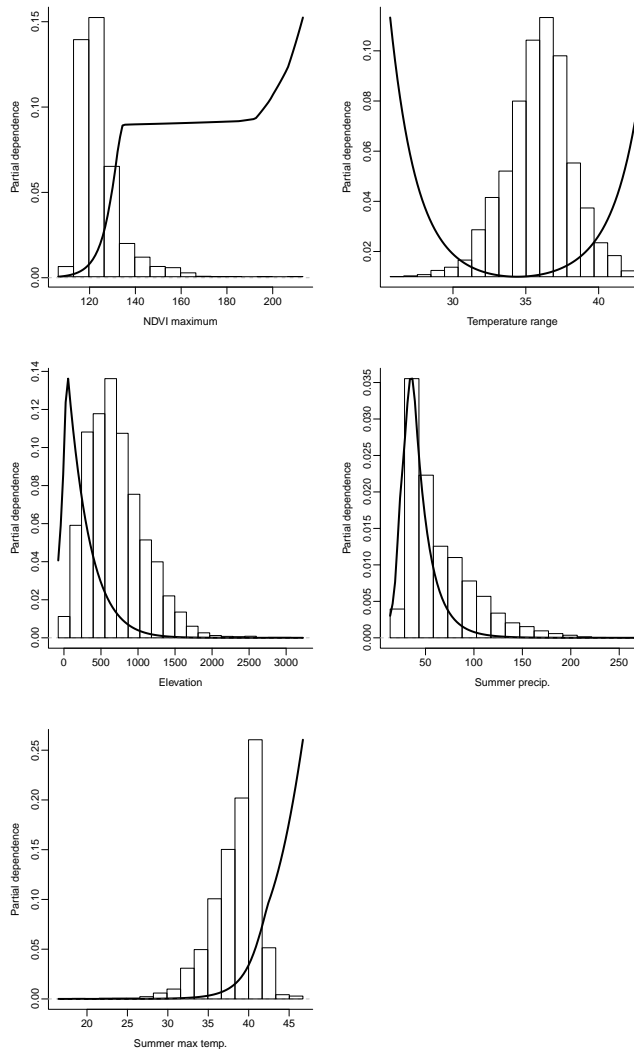 Partial dependence
0.00 0.05 0.10 0.15
120 140 160 180 200
NDVI maximum
Partial dependence
0.02 0.04 0.06 0.08 0.10
30 35 40
Temperature range
Partial dependence
0.00 0.02 0.04 0.06 0.08 0.10 0.12 0.14
0 500 1000 1500 2000 2500 3000
Elevation
Partial dependence
0.000 0.005 0.010 0.015 0.020 0.025 0.030 0.035
50 100 150 200 250
Summer precip.
Partial dependence
0.00 0.05 0.10 0.15 0.20 0.25
20 25 30 35 40 45
Summer max temp.